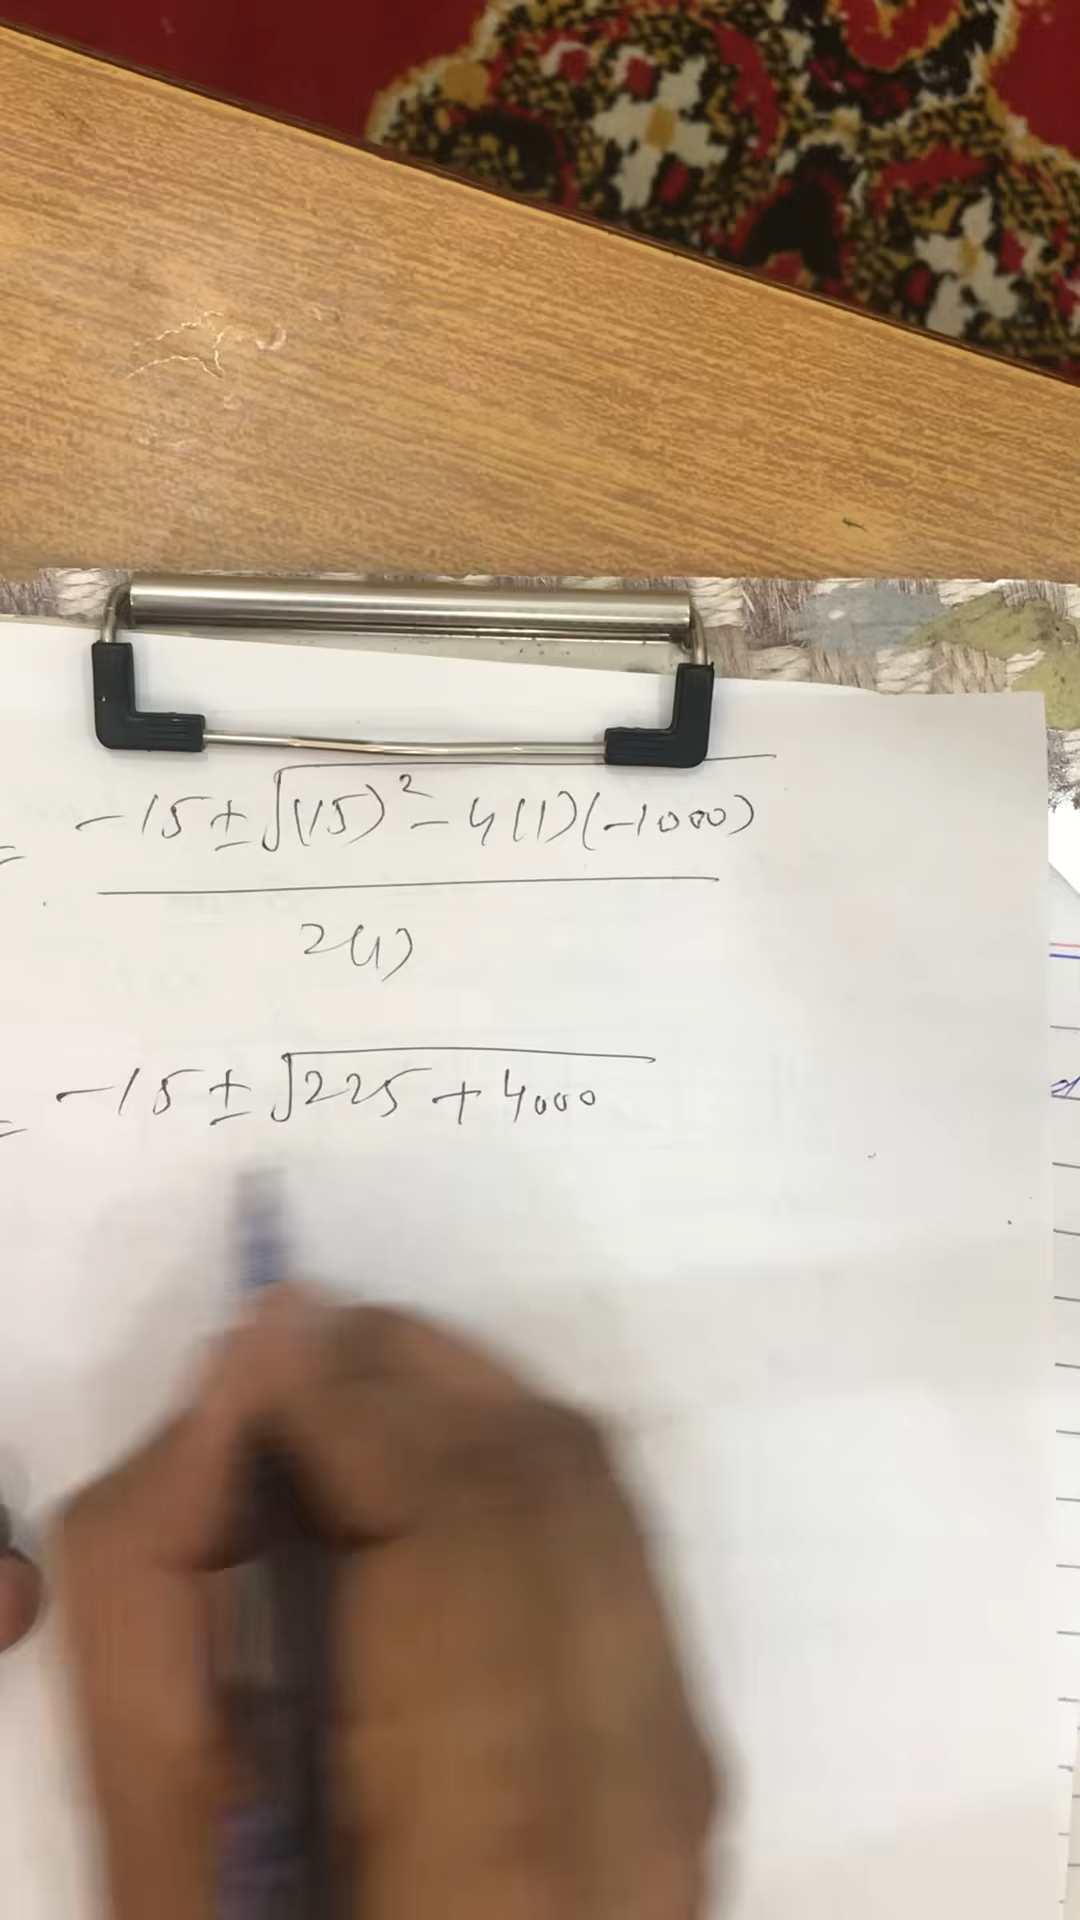 = -15 ± √(15)² - 4(1)(-1000)
2(1)
= -15 ± √225 + 4000